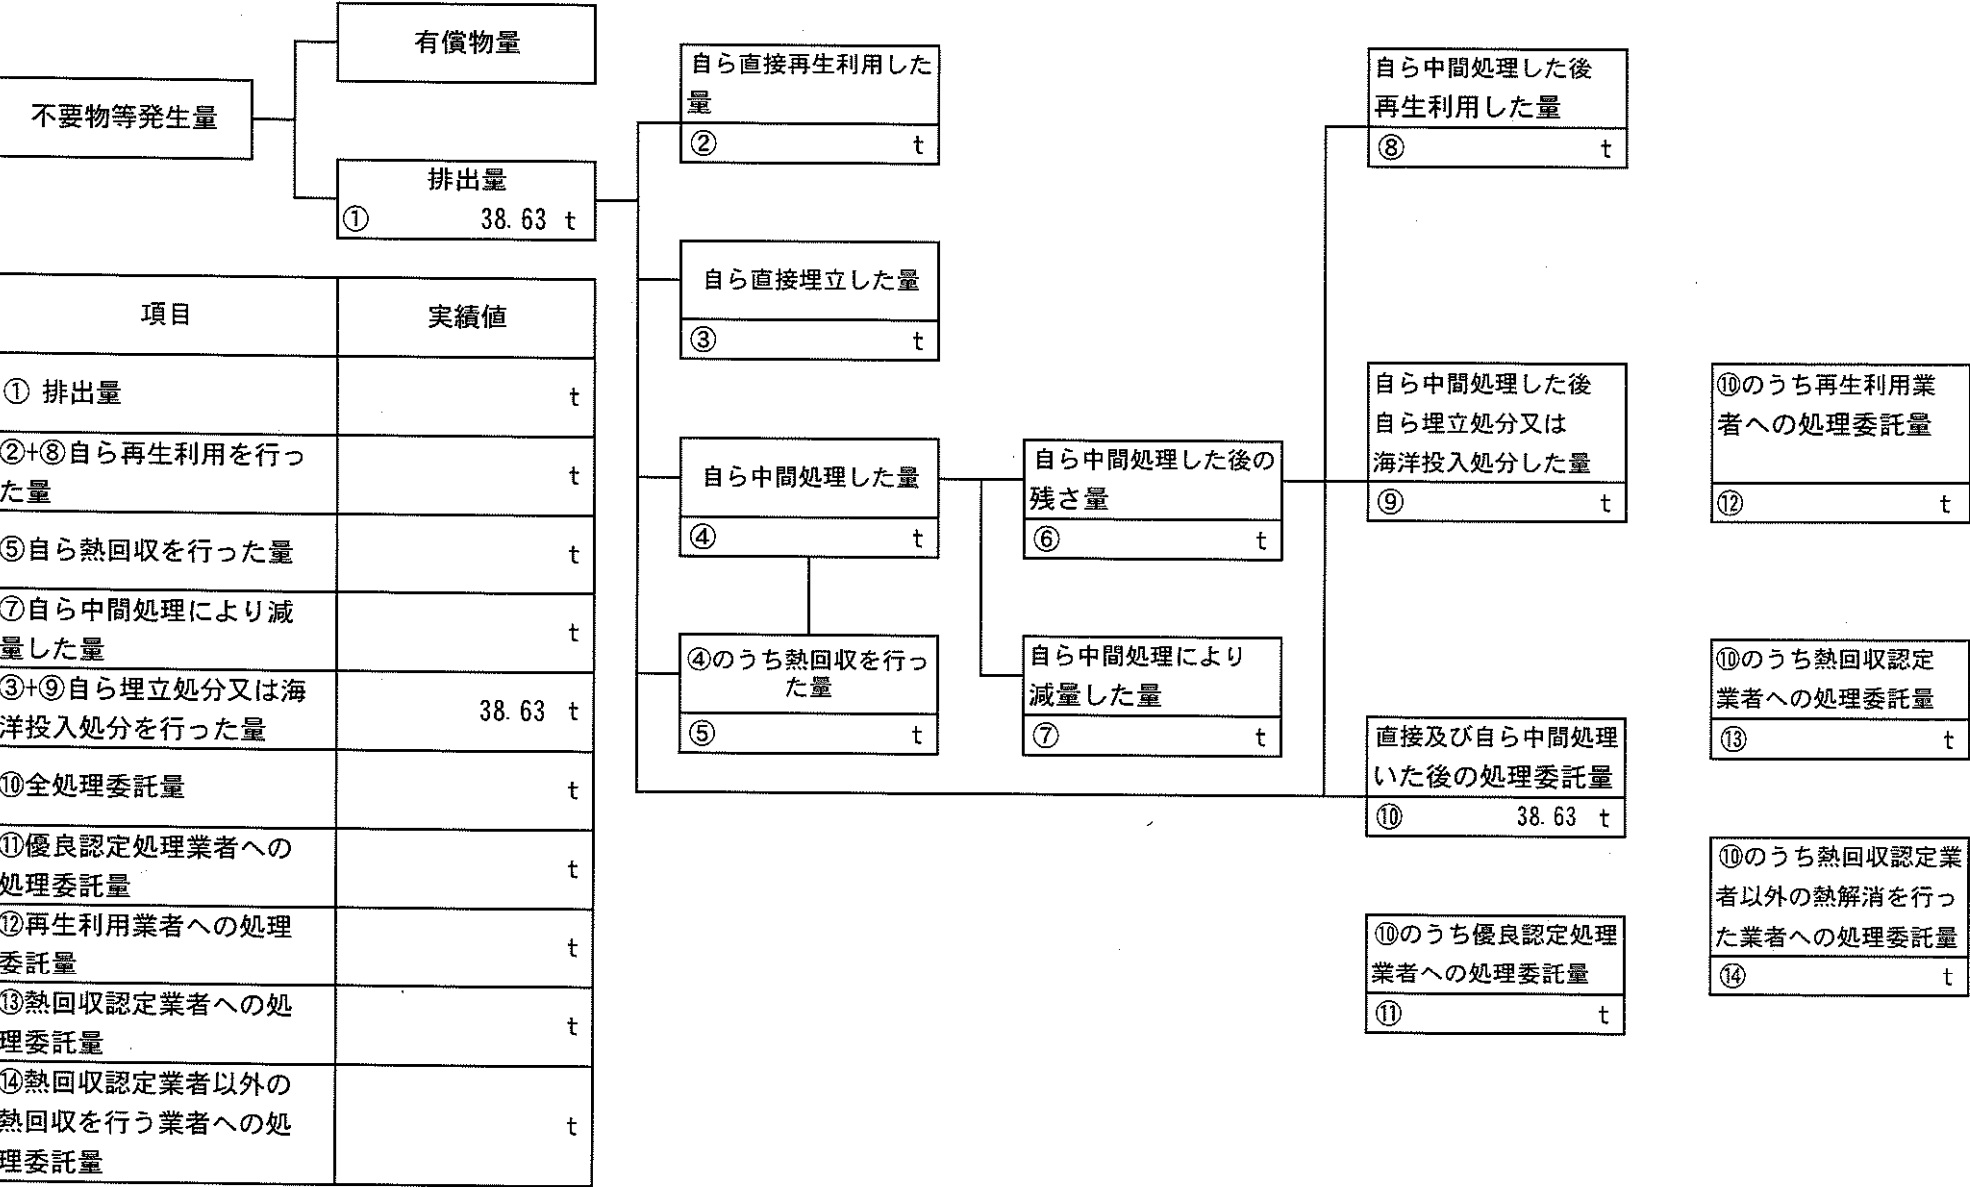 有償物量
不要物等発生量
排出量
① 38.63 t
自ら直接再生利用した
量
② t
自ら直接埋立した量
③ t
自ら中間処理した量
④ t
④のうち熱回収を行っ
た量
⑤ t
自ら中間処理した後の
残さ量
⑥ t
自ら中間処理により
減量した量
⑦ t
自ら中間処理した後
再生利用した量
⑧ t
自ら中間処理した後
自ら埋立処分又は
海洋投入処分した量
⑨ t
直接及び自ら中間処理
いた後の処理委託量
⑩ 38.63 t
⑩のうち優良認定処理
業者への処理委託量
⑪ t
⑩のうち再生利用業
者への処理委託量
⑫ t
⑩のうち熱回収認定
業者への処理委託量
⑬ t
⑩のうち熱回収認定業
者以外の熱解消を行っ
た業者への処理委託量
⑭ t
項目 実績値
① 排出量 t
②+⑧自ら再生利用を行っ
た量 t
⑤自ら熱回収を行った量 t
⑦自ら中間処理により減
量した量 t
③+⑨自ら埋立処分又は海
洋投入処分を行った量 38.63 t
⑩全処理委託量 t
⑪優良認定処理業者への
処理委託量 t
⑫再生利用業者への処理
委託量 t
⑬熱回収認定業者への処
理委託量 t
⑭熱回収認定業者以外の
熱回収を行う業者への処
理委託量 t